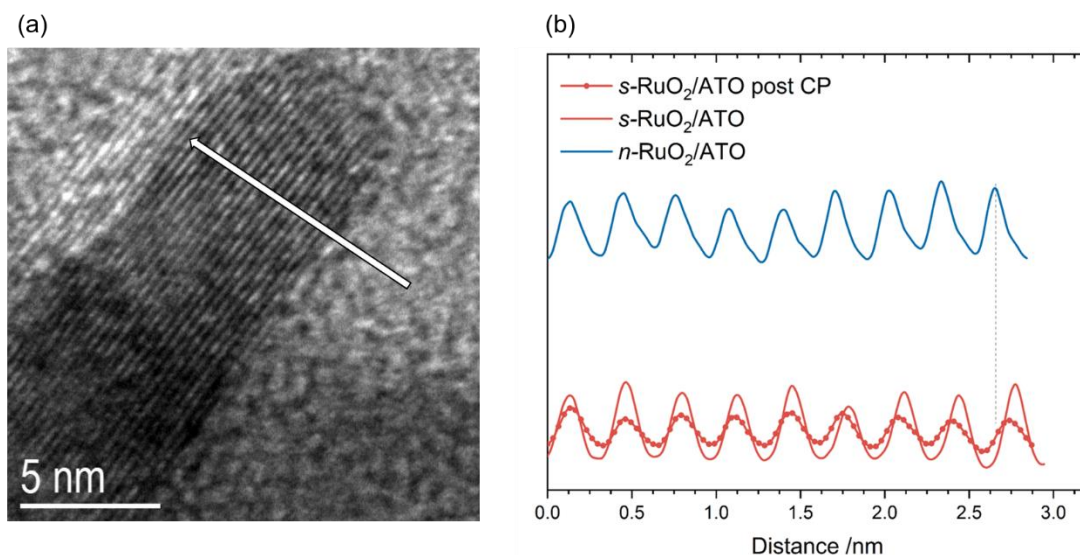 (a)
(b)
5 nm
s-RuO₂/ATO post CP
s-RuO₂/ATO
n-RuO₂/ATO
0.0 0.5 1.0 1.5 2.0 2.5 3.0
Distance /nm